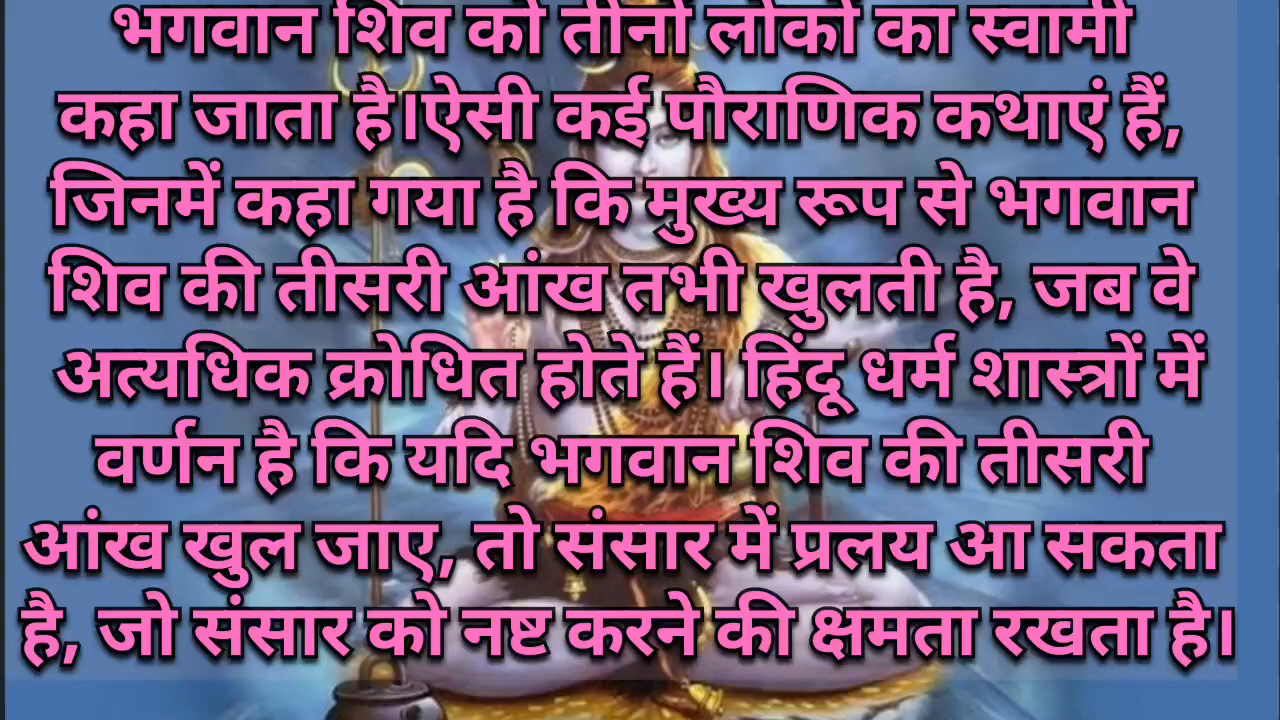 भगवान शिव को तीनों लोकों का स्वामी
कहा जाता है।ऐसी कई पौराणिक कथाएं हैं,
जिनमें कहा गया है कि मुख्य रूप से भगवान
शिव की तीसरी आंख तभी खुलती है, जब वे
अत्यधिक क्रोधित होते हैं। हिंदू धर्म शास्त्रों में
वर्णन है कि यदि भगवान शिव की तीसरी
आंख खुल जाए, तो संसार में प्रलय आ सकता
है, जो संसार को नष्ट करने की क्षमता रखता है।